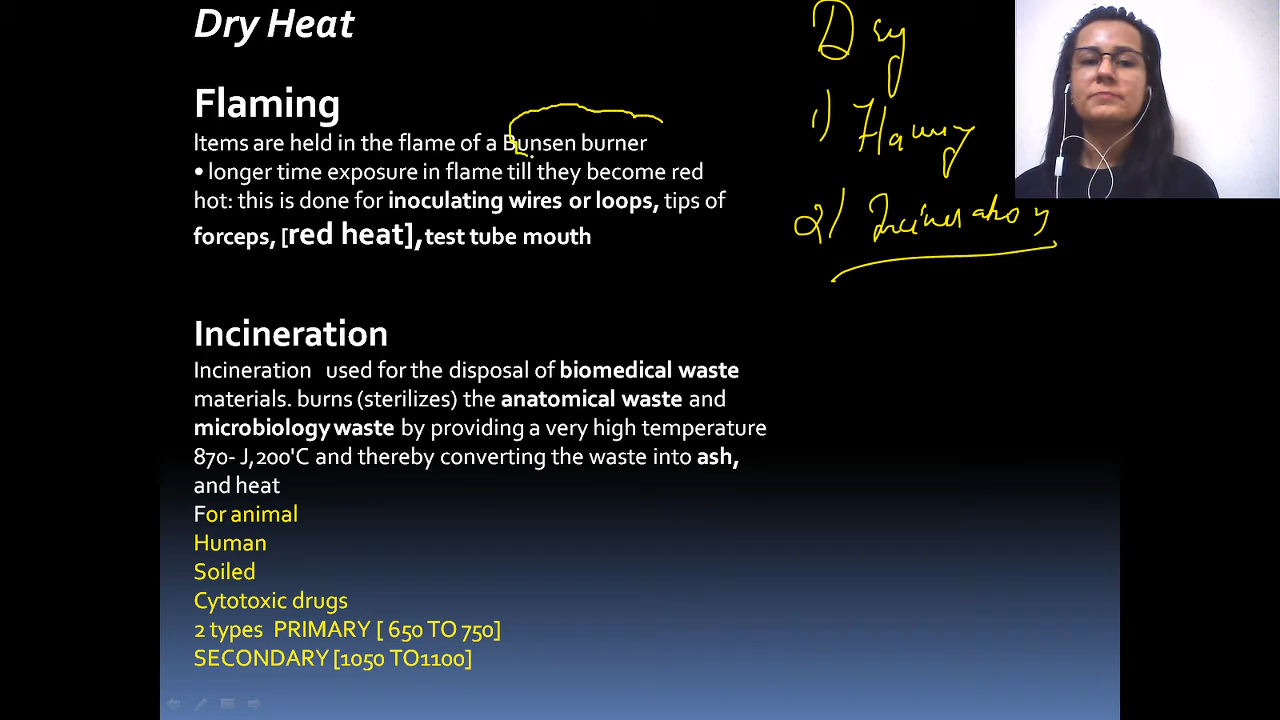 Dry Heat
Flaming
Items are held in the flame of a Bunsen burner
• longer time exposure in flame till they become red
hot: this is done for inoculating wires or loops, tips of
forceps, [red heat], test tube mouth
Incineration
Incineration used for the disposal of biomedical waste
materials. burns (sterilizes) the anatomical waste and
microbiology waste by providing a very high temperature
870- J,200'C and thereby converting the waste into ash,
and heat
For animal
Human
Soiled
Cytotoxic drugs
2 types PRIMARY [ 650 TO 750]
SECONDARY [1050 TO1100]
Dry
1) Flaming
2) Incineration